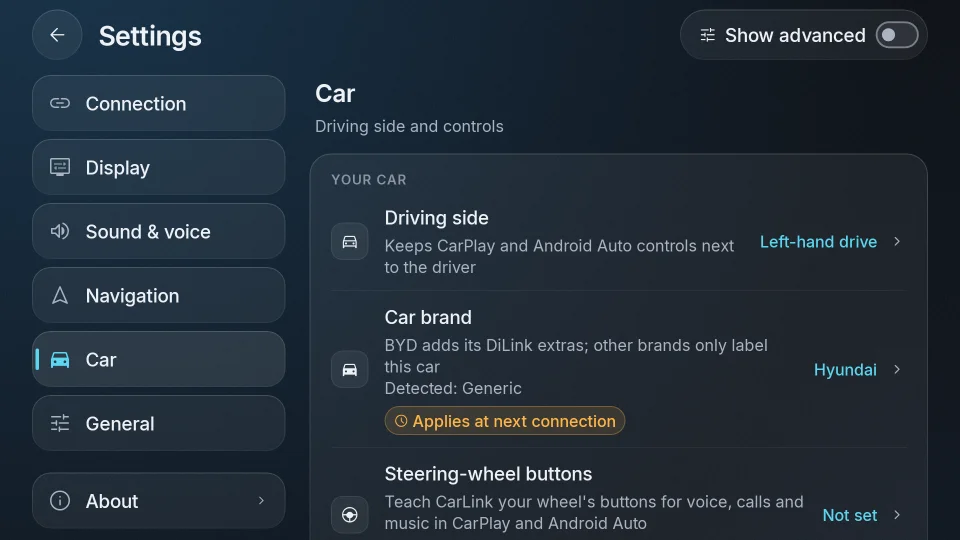 Settings
Show advanced
Connection
Display
Sound & voice
Navigation
Car
General
About
Car
Driving side and controls
YOUR CAR
Driving side
Keeps CarPlay and Android Auto controls next
to the driver
Left-hand drive
Car brand
BYD adds its DiLink extras; other brands only label
this car
Detected: Generic
Applies at next connection
Hyundai
Steering-wheel buttons
Teach CarLink your wheel's buttons for voice, calls and
music in CarPlay and Android Auto
Not set